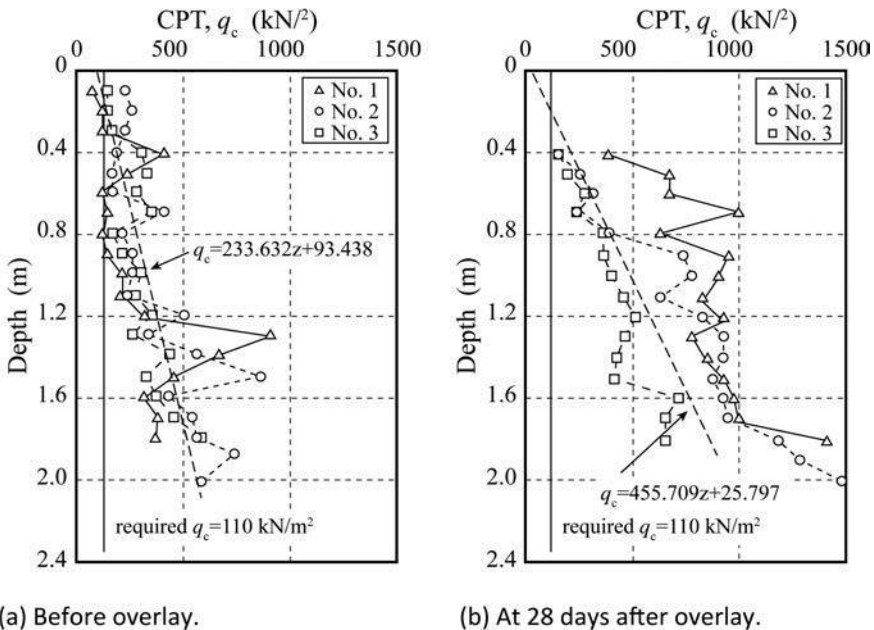 CPT, qc (kN/²)
0 500 1000 1500
0
0.4
0.8
1.2
1.6
2.0
2.4
Depth (m)
No. 1
No. 2
No. 3
qc=233.632z+93.438
required qc=110 kN/m²
(a) Before overlay.
CPT, qc (kN/²)
0 500 1000 1500
0
0.4
0.8
1.2
1.6
2.0
2.4
Depth (m)
No. 1
No. 2
No. 3
qc=455.709z+25.797
required qc=110 kN/m²
(b) At 28 days after overlay.